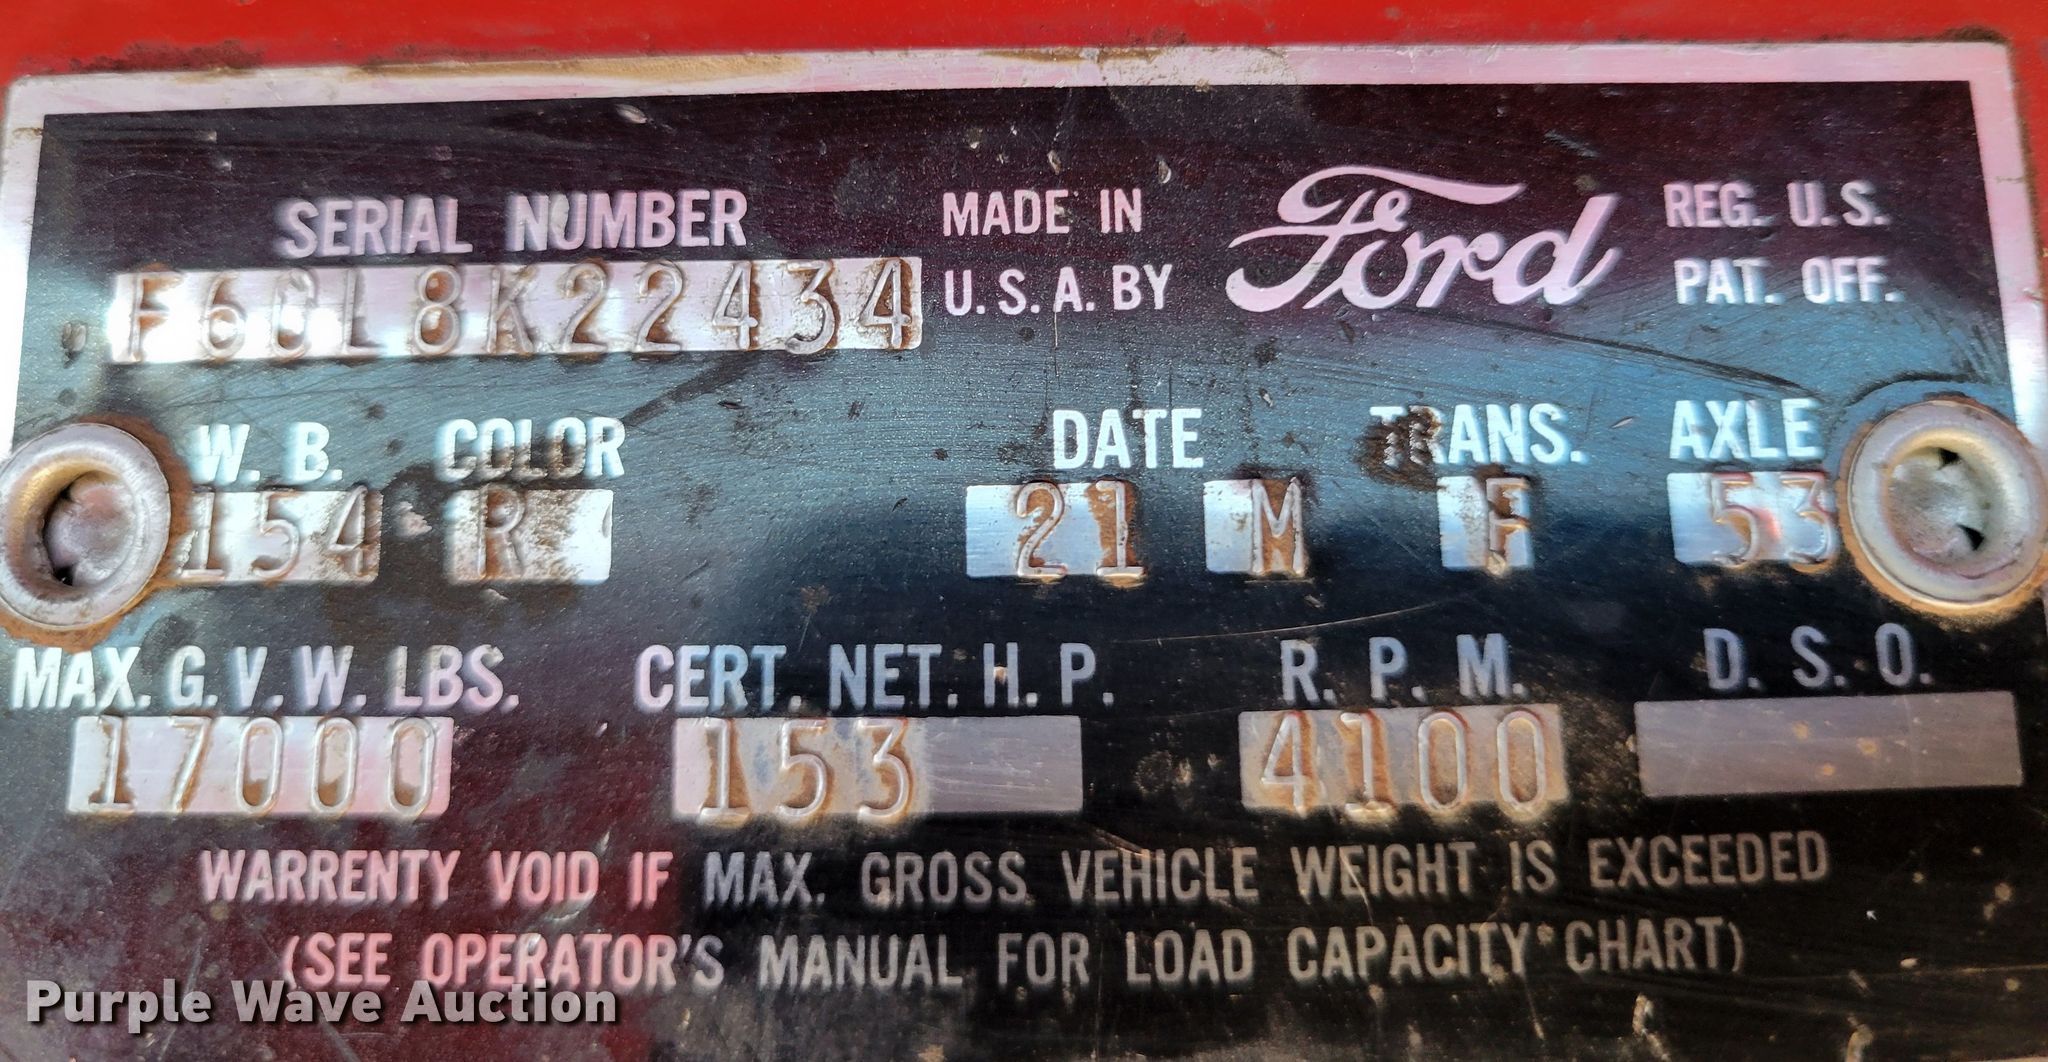 SERIAL NUMBER
F60L8K22434
MADE IN
U.S.A. BY
Ford
REG. U.S.
PAT. OFF.
W. B. COLOR DATE TRANS. AXLE
154 R 21 M F 53
MAX. G.V.W. LBS. CERT. NET. H. P. R. P. M. D. S. O.
17000 153 4100
WARRENTY VOID IF MAX. GROSS VEHICLE WEIGHT IS EXCEEDED
(SEE OPERATOR'S MANUAL FOR LOAD CAPACITY CHART)
Purple Wave Auction